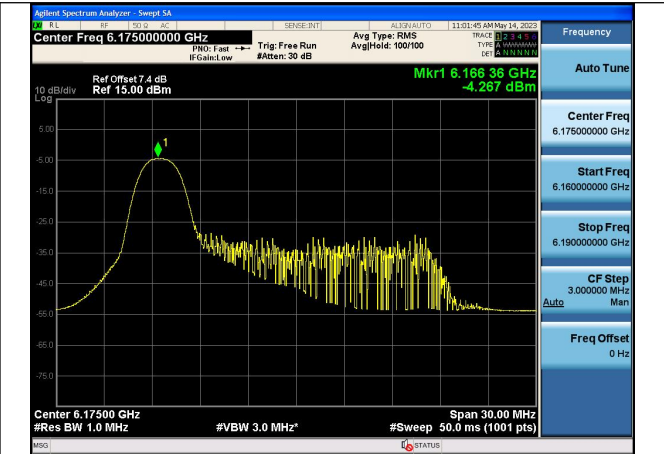 Agilent Spectrum Analyzer - Swept SA
RL RF 50 Ω AC SENSE:INT ALIGN AUTO 11:01:45 AM May 14, 2023
Center Freq 6.175000000 GHz
PNO: Fast
IFGain:Low
Trig: Free Run
#Atten: 30 dB
Avg Type: RMS
Avg|Hold: 100/100
TRACE 1 2 3 4 5 6
TYPE A
DET A N N N N N
Ref Offset 7.4 dB
Ref 15.00 dBm
10 dB/div
Log
Mkr1 6.166 36 GHz
-4.267 dBm
1
5.00
-5.00
-15.0
-25.0
-35.0
-45.0
-55.0
-65.0
-75.0
Center 6.17500 GHz
#Res BW 1.0 MHz
#VBW 3.0 MHz*
Span 30.00 MHz
#Sweep 50.0 ms (1001 pts)
MSG
STATUS
Frequency
Auto Tune
Center Freq
6.175000000 GHz
Start Freq
6.160000000 GHz
Stop Freq
6.190000000 GHz
CF Step
3.000000 MHz
Auto Man
Freq Offset
0 Hz